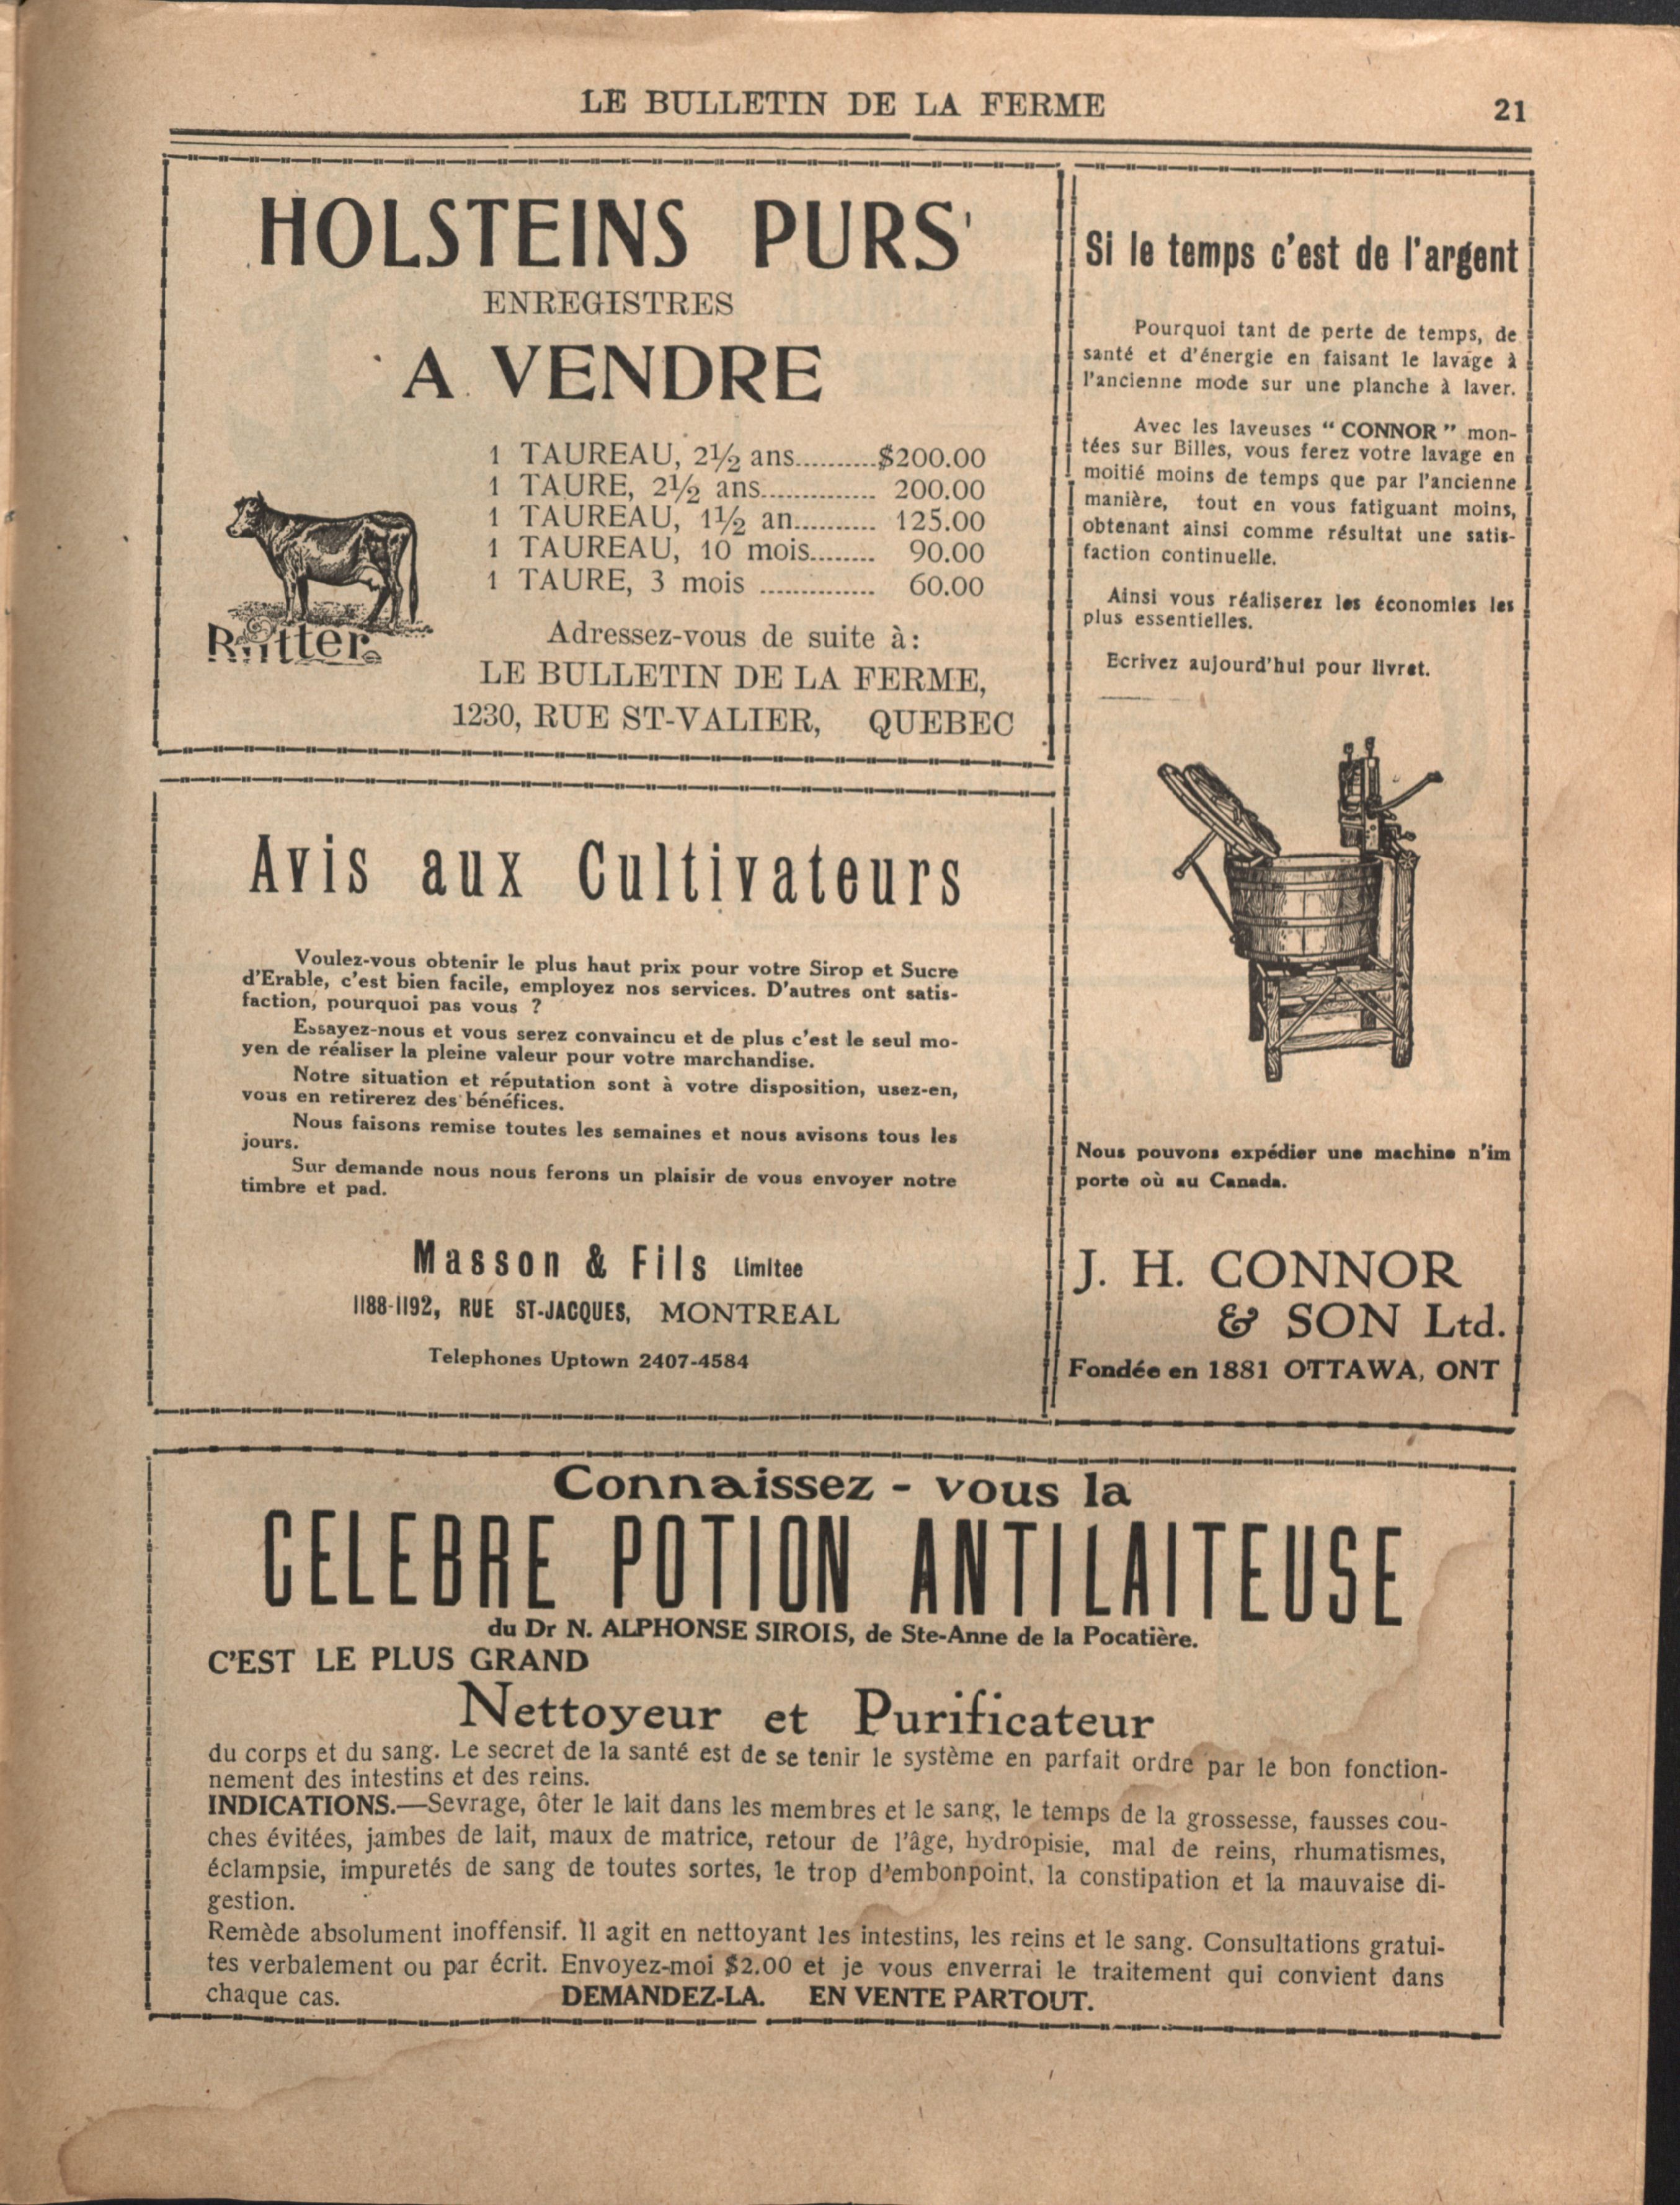 LE BULLETIN DE LA FERME
21
HOLSTEINS PURS
ENREGISTRES
A VENDRE
1 TAUREAU, 2½ ans..........$200.00
1 TAURE, 2½ ans.............. 200.00
1 TAUREAU, 1½ an.......... 125.00
1 TAUREAU, 10 mois........ 90.00
1 TAURE, 3 mois .............. 60.00
Adressez-vous de suite à:
LE BULLETIN DE LA FERME,
1230, RUE ST-VALIER, QUEBEC
Avis aux Cultivateurs
Voulez-vous obtenir le plus haut prix pour votre Sirop et Sucre
d'Erable, c'est bien facile, employez nos services. D'autres ont satis-
faction, pourquoi pas vous ?
Essayez-nous et vous serez convaincu et de plus c'est le seul mo-
yen de réaliser la pleine valeur pour votre marchandise.
Notre situation et réputation sont à votre disposition, usez-en,
vous en retirerez des bénéfices.
Nous faisons remise toutes les semaines et nous avisons tous les
jours.
Sur demande nous nous ferons un plaisir de vous envoyer notre
timbre et pad.
Masson & Fils Limitee
1188-1192, RUE ST-JACQUES, MONTREAL
Telephones Uptown 2407-4584
Si le temps c'est de l'argent
Pourquoi tant de perte de temps, de
santé et d'énergie en faisant le lavage à
l'ancienne mode sur une planche à laver.
Avec les laveuses “CONNOR” mon-
tées sur Billes, vous ferez votre lavage en
moitié moins de temps que par l'ancienne
manière, tout en vous fatiguant moins,
obtenant ainsi comme résultat une satis-
faction continuelle.
Ainsi vous réaliserez les économies les
plus essentielles.
Ecrivez aujourd'hui pour livret.
Nous pouvons expédier une machine n'im
porte où au Canada.
J. H. CONNOR
& SON Ltd.
Fondée en 1881 OTTAWA, ONT
Connaissez - vous la
CELEBRE POTION ANTILAITEUSE
du Dr N. ALPHONSE SIROIS, de Ste-Anne de la Pocatière.
C'EST LE PLUS GRAND
Nettoyeur et Purificateur
du corps et du sang. Le secret de la santé est de se tenir le système en parfait ordre par le bon fonction-
nement des intestins et des reins.
INDICATIONS.—Sevrage, ôter le lait dans les membres et le sang, le temps de la grossesse, fausses cou-
ches évitées, jambes de lait, maux de matrice, retour de l'âge, hydropisie, mal de reins, rhumatismes,
éclampsie, impuretés de sang de toutes sortes, le trop d'embonpoint, la constipation et la mauvaise di-
gestion.
Remède absolument inoffensif. Il agit en nettoyant les intestins, les reins et le sang. Consultations gratui-
tes verbalement ou par écrit. Envoyez-moi $2.00 et je vous enverrai le traitement qui convient dans
chaque cas. DEMANDEZ-LA. EN VENTE PARTOUT.